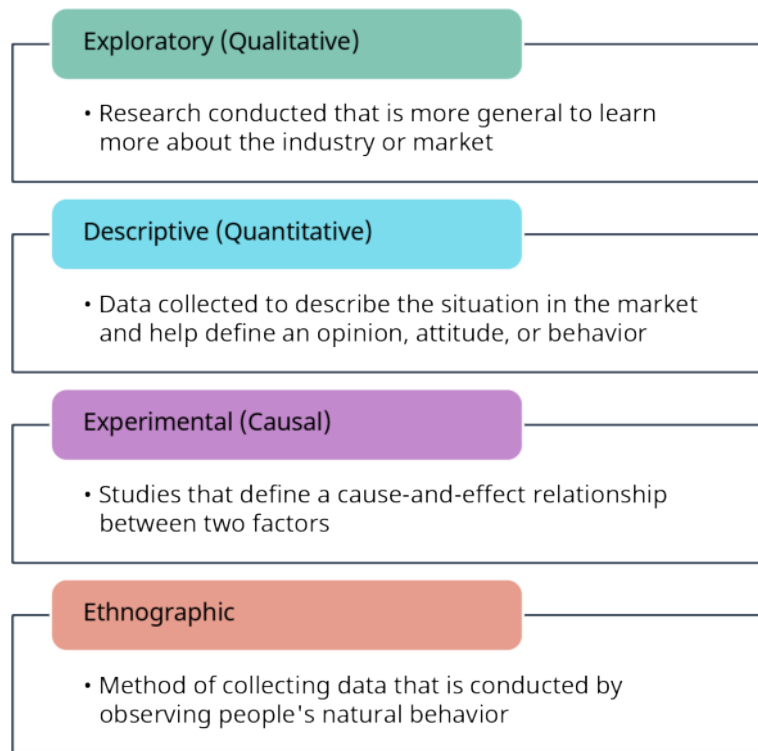 Exploratory (Qualitative)
• Research conducted that is more general to learn
more about the industry or market
Descriptive (Quantitative)
• Data collected to describe the situation in the market
and help define an opinion, attitude, or behavior
Experimental (Causal)
• Studies that define a cause-and-effect relationship
between two factors
Ethnographic
• Method of collecting data that is conducted by
observing people's natural behavior